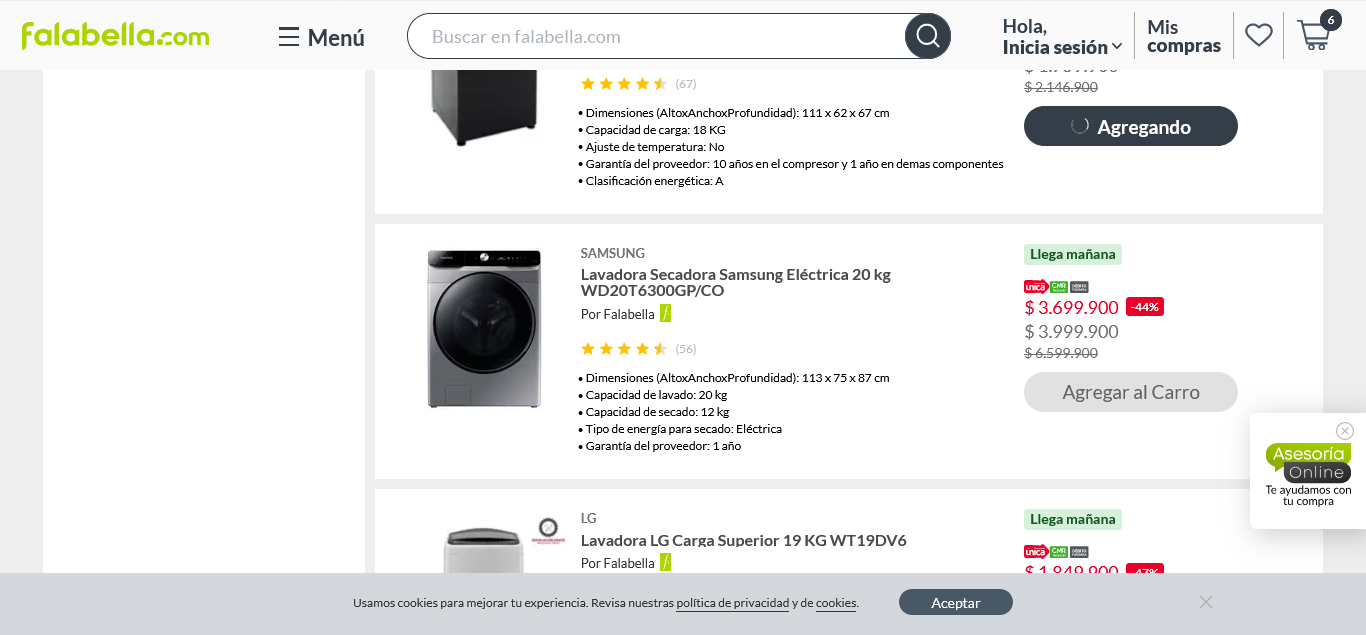 falabella.com
Menú
Buscar en falabella.com
Hola,
Inicia sesión
Mis
compras
6
(67)
$ 2.146.900
• Dimensiones (AltoxAnchoxProfundidad): 111 x 62 x 67 cm
• Capacidad de carga: 18 KG
• Ajuste de temperatura: No
• Garantía del proveedor: 10 años en el compresor y 1 año en demas componentes
• Clasificación energética: A
Agregando
SAMSUNG
Lavadora Secadora Samsung Eléctrica 20 kg
WD20T6300GP/CO
Por Falabella
(56)
• Dimensiones (AltoxAnchoxProfundidad): 113 x 75 x 87 cm
• Capacidad de lavado: 20 kg
• Capacidad de secado: 12 kg
• Tipo de energía para secado: Eléctrica
• Garantía del proveedor: 1 año
Llega mañana
única CMR
$ 3.699.900 -44%
$ 3.999.900
$ 6.599.900
Agregar al Carro
Asesoría
Online
Te ayudamos con
tu compra
LG
Lavadora LG Carga Superior 19 KG WT19DV6
Por Falabella
Llega mañana
única CMR
$ 1.849.900 -47%
Usamos cookies para mejorar tu experiencia. Revisa nuestras política de privacidad y de cookies.
Aceptar